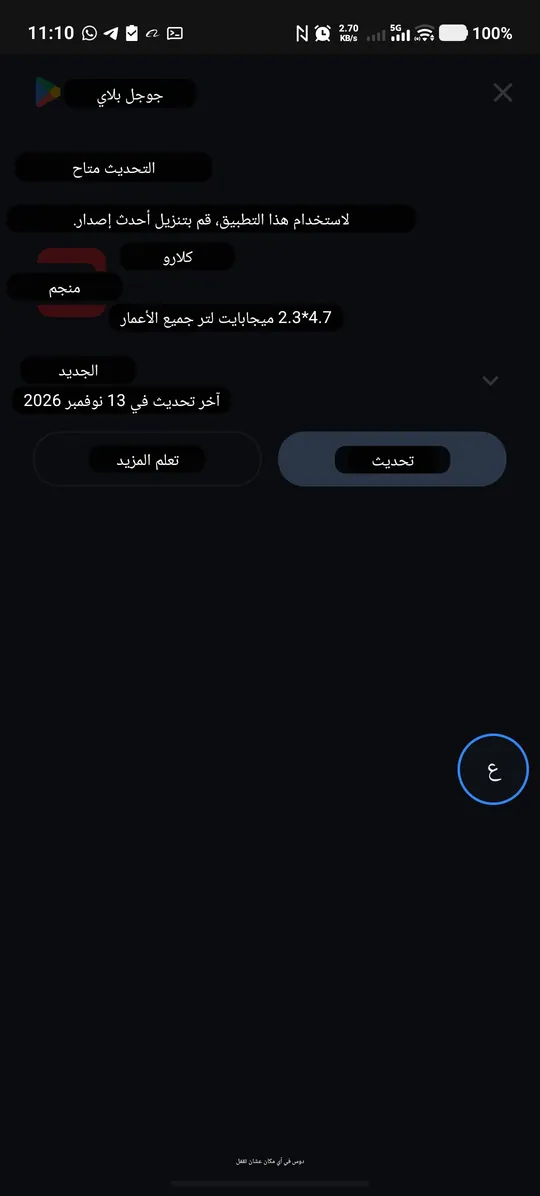 11:10 2.70 KB/s 5G 100%
جوجل بلاي
التحديث متاح
لاستخدام هذا التطبيق، قم بتنزيل أحدث إصدار.
كلارو
منجم
4.7*2.3 ميجابايت لتر جميع الأعمار
الجديد
آخر تحديث في 13 نوفمبر 2026
تعلم المزيد
تحديث
ع
دوس في أي مكان عشان تقفل